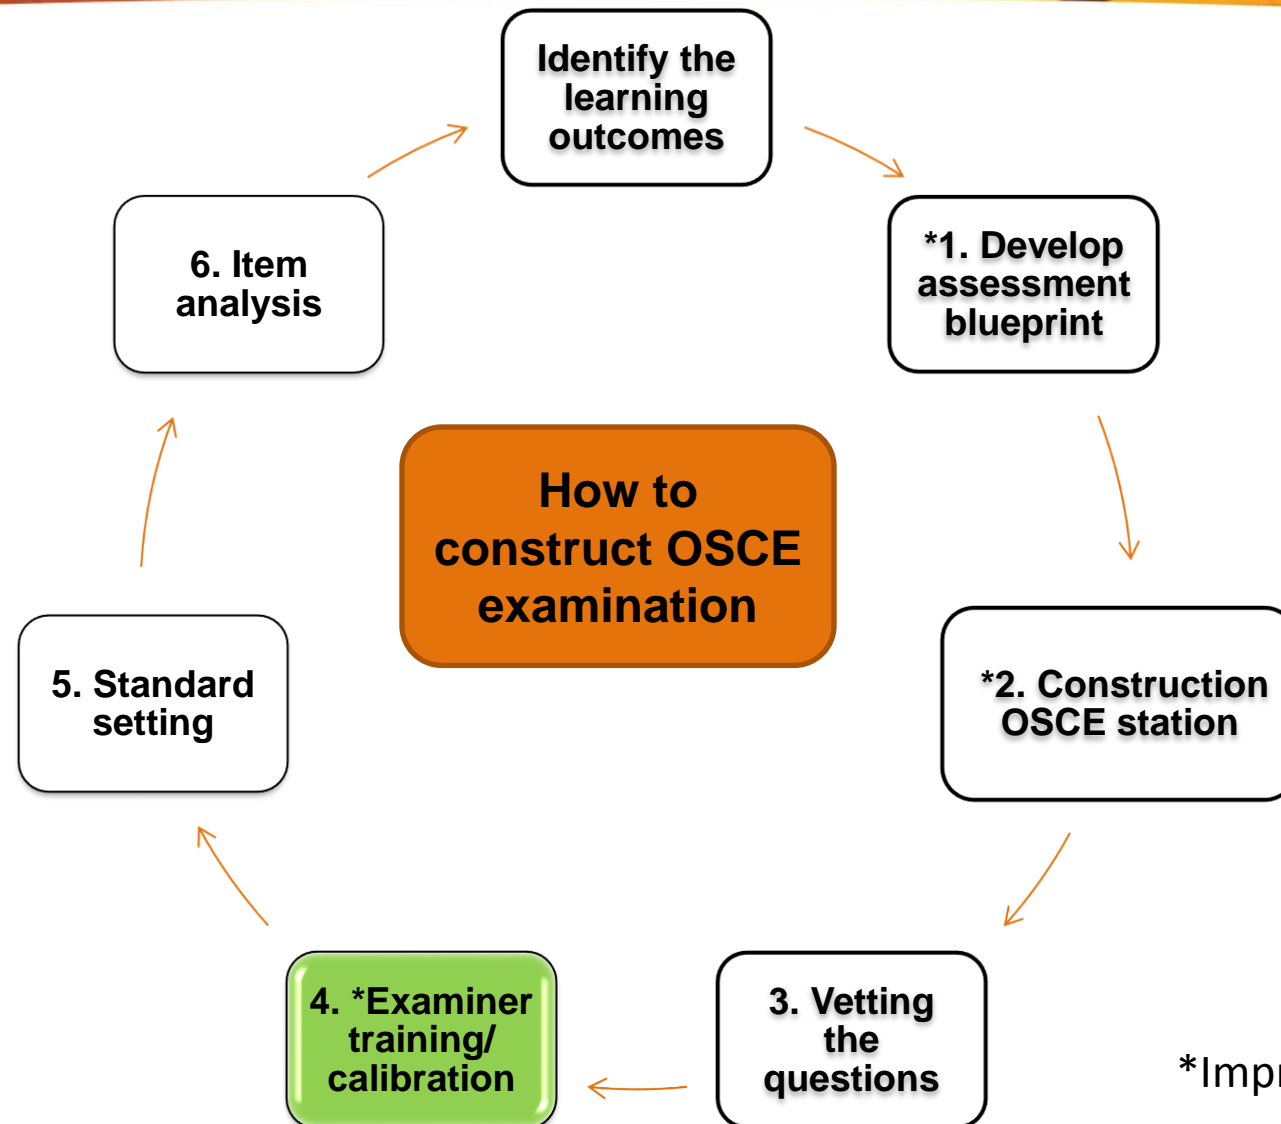 Identify the
learning
outcomes
*1. Develop
assessment
blueprint
*2. Construction
OSCE station
3. Vetting
the
questions
4. *Examiner
training/
calibration
5. Standard
setting
6. Item
analysis
How to
construct OSCE
examination